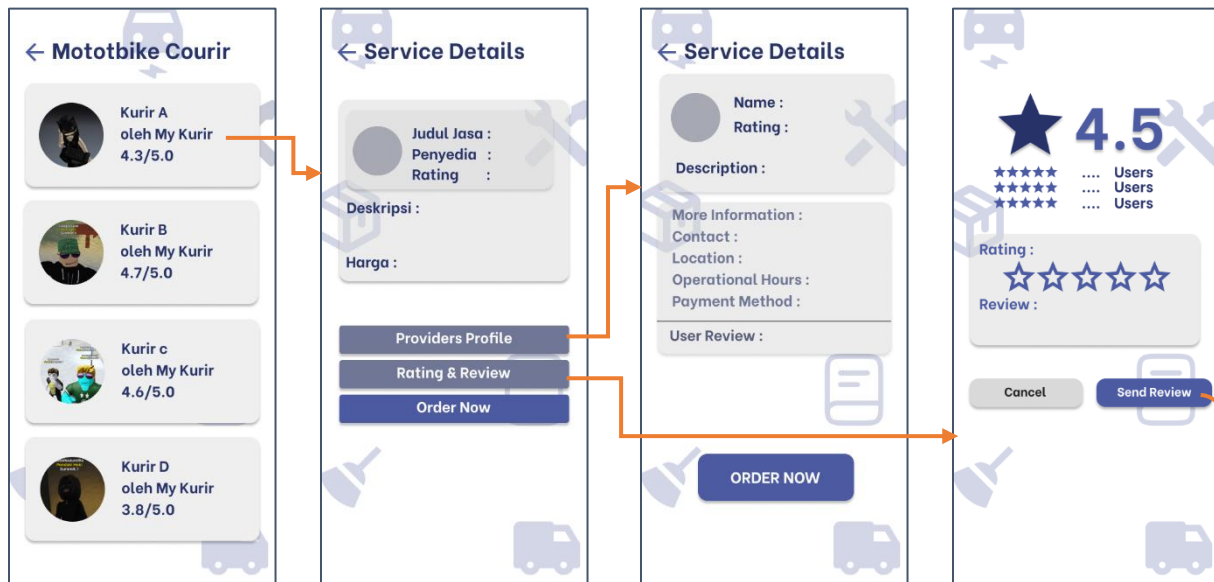 ← Mototbike Courir
Kurir A
oleh My Kurir
4.3/5.0
Kurir B
oleh My Kurir
4.7/5.0
Kurir c
oleh My Kurir
4.6/5.0
Kurir D
oleh My Kurir
3.8/5.0
← Service Details
Judul Jasa :
Penyedia :
Rating :
Deskripsi :
Harga :
Providers Profile
Rating & Review
Order Now
← Service Details
Name :
Rating :
Description :
More Information :
Contact :
Location :
Operational Hours :
Payment Method :
User Review :
ORDER NOW
4.5
.... Users
.... Users
.... Users
Rating :
Review :
Cancel
Send Review